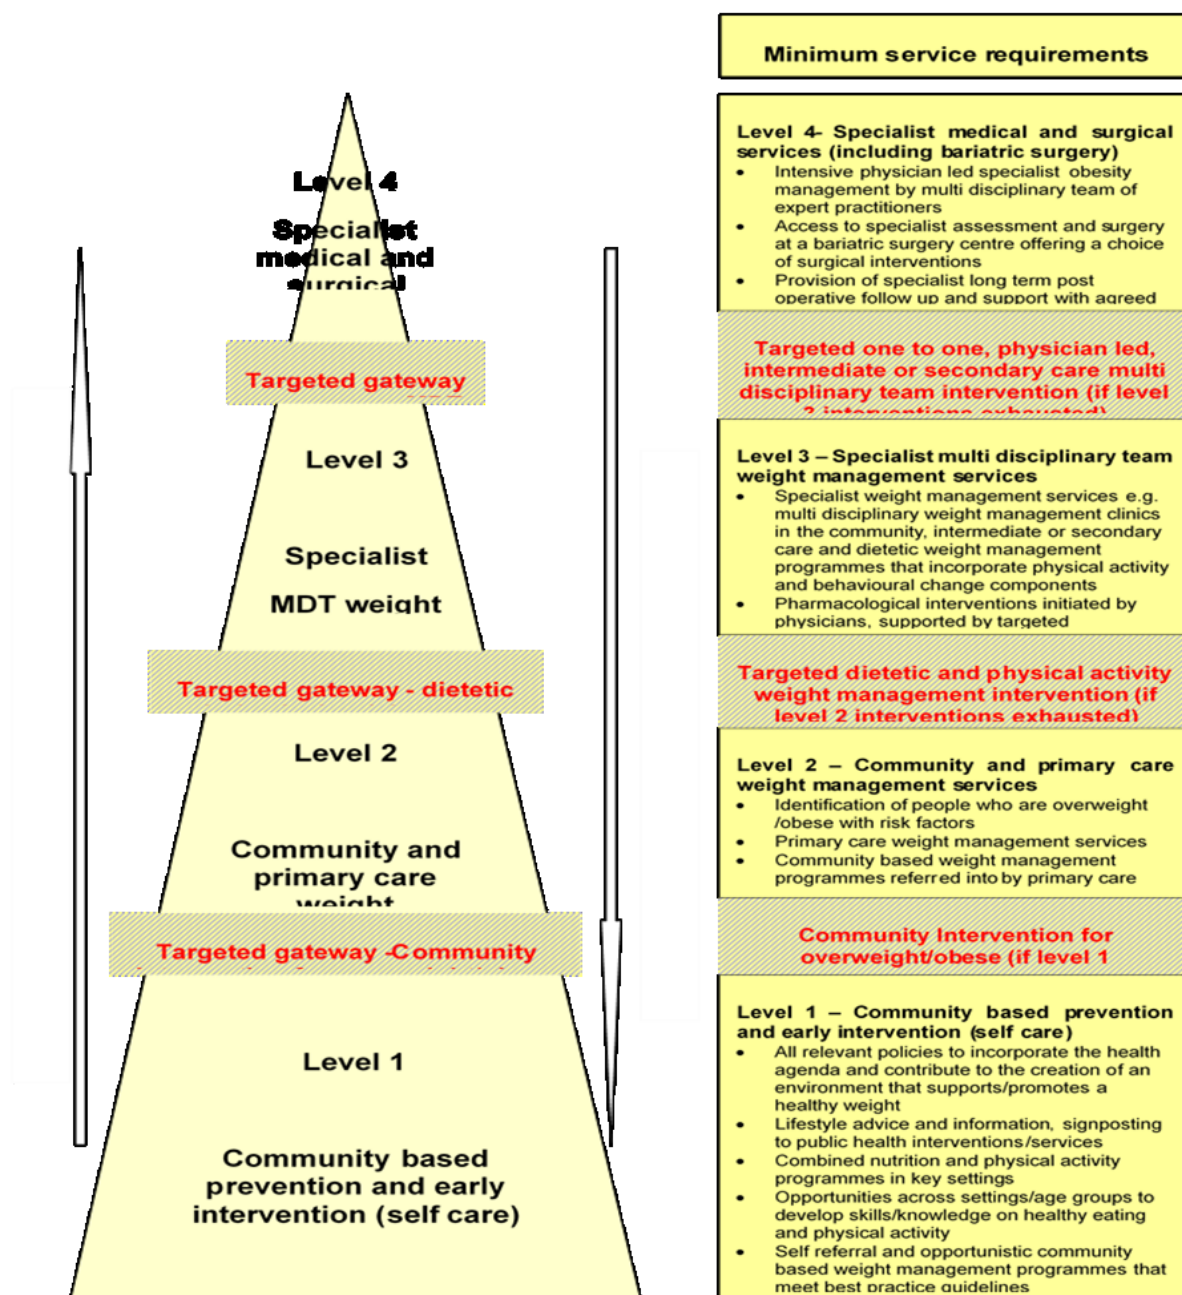 Level 4
Specialist
medical and
surgical
Targeted gateway
Level 3
Specialist
MDT weight
Targeted gateway - dietetic
Level 2
Community and
primary care
weight
Targeted gateway -Community
Level 1
Community based
prevention and early
intervention (self care)
Minimum service requirements
Level 4- Specialist medical and surgical
services (including bariatric surgery)
• Intensive physician led specialist obesity
management by multi disciplinary team of
expert practitioners
• Access to specialist assessment and surgery
at a bariatric surgery centre offering a choice
of surgical interventions
• Provision of specialist long term post
operative follow up and support with agreed
Targeted one to one, physician led,
intermediate or secondary care multi
disciplinary team intervention (if level
3 interventions exhausted)
Level 3 – Specialist multi disciplinary team
weight management services
• Specialist weight management services e.g.
multi disciplinary weight management clinics
in the community, intermediate or secondary
care and dietetic weight management
programmes that incorporate physical activity
and behavioural change components
• Pharmacological interventions initiated by
physicians, supported by targeted
Targeted dietetic and physical activity
weight management intervention (if
level 2 interventions exhausted)
Level 2 – Community and primary care
weight management services
• Identification of people who are overweight
/obese with risk factors
• Primary care weight management services
• Community based weight management
programmes referred into by primary care
Community Intervention for
overweight/obese (if level 1
Level 1 – Community based prevention
and early intervention (self care)
• All relevant policies to incorporate the health
agenda and contribute to the creation of an
environment that supports/promotes a
healthy weight
• Lifestyle advice and information, signposting
to public health interventions/services
• Combined nutrition and physical activity
programmes in key settings
• Opportunities across settings/age groups to
develop skills/knowledge on healthy eating
and physical activity
• Self referral and opportunistic community
based weight management programmes that
meet best practice guidelines